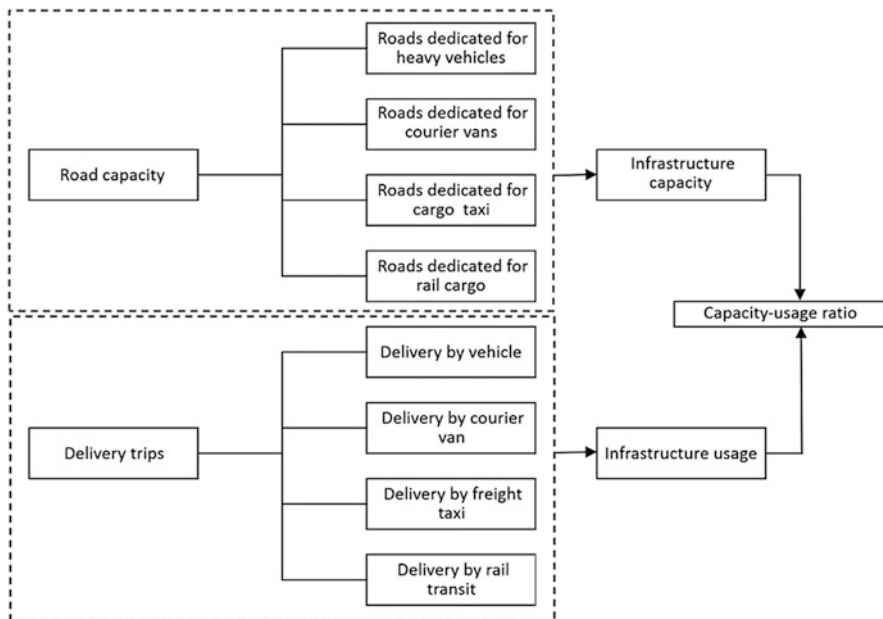 Roads dedicated for
heavy vehicles
Roads dedicated for
courier vans
Road capacity
Roads dedicated for
cargo taxi
Roads dedicated for
rail cargo
Infrastructure
capacity
Capacity-usage ratio
Delivery by vehicle
Delivery by courier
van
Delivery trips
Delivery by freight
taxi
Delivery by rail
transit
Infrastructure usage